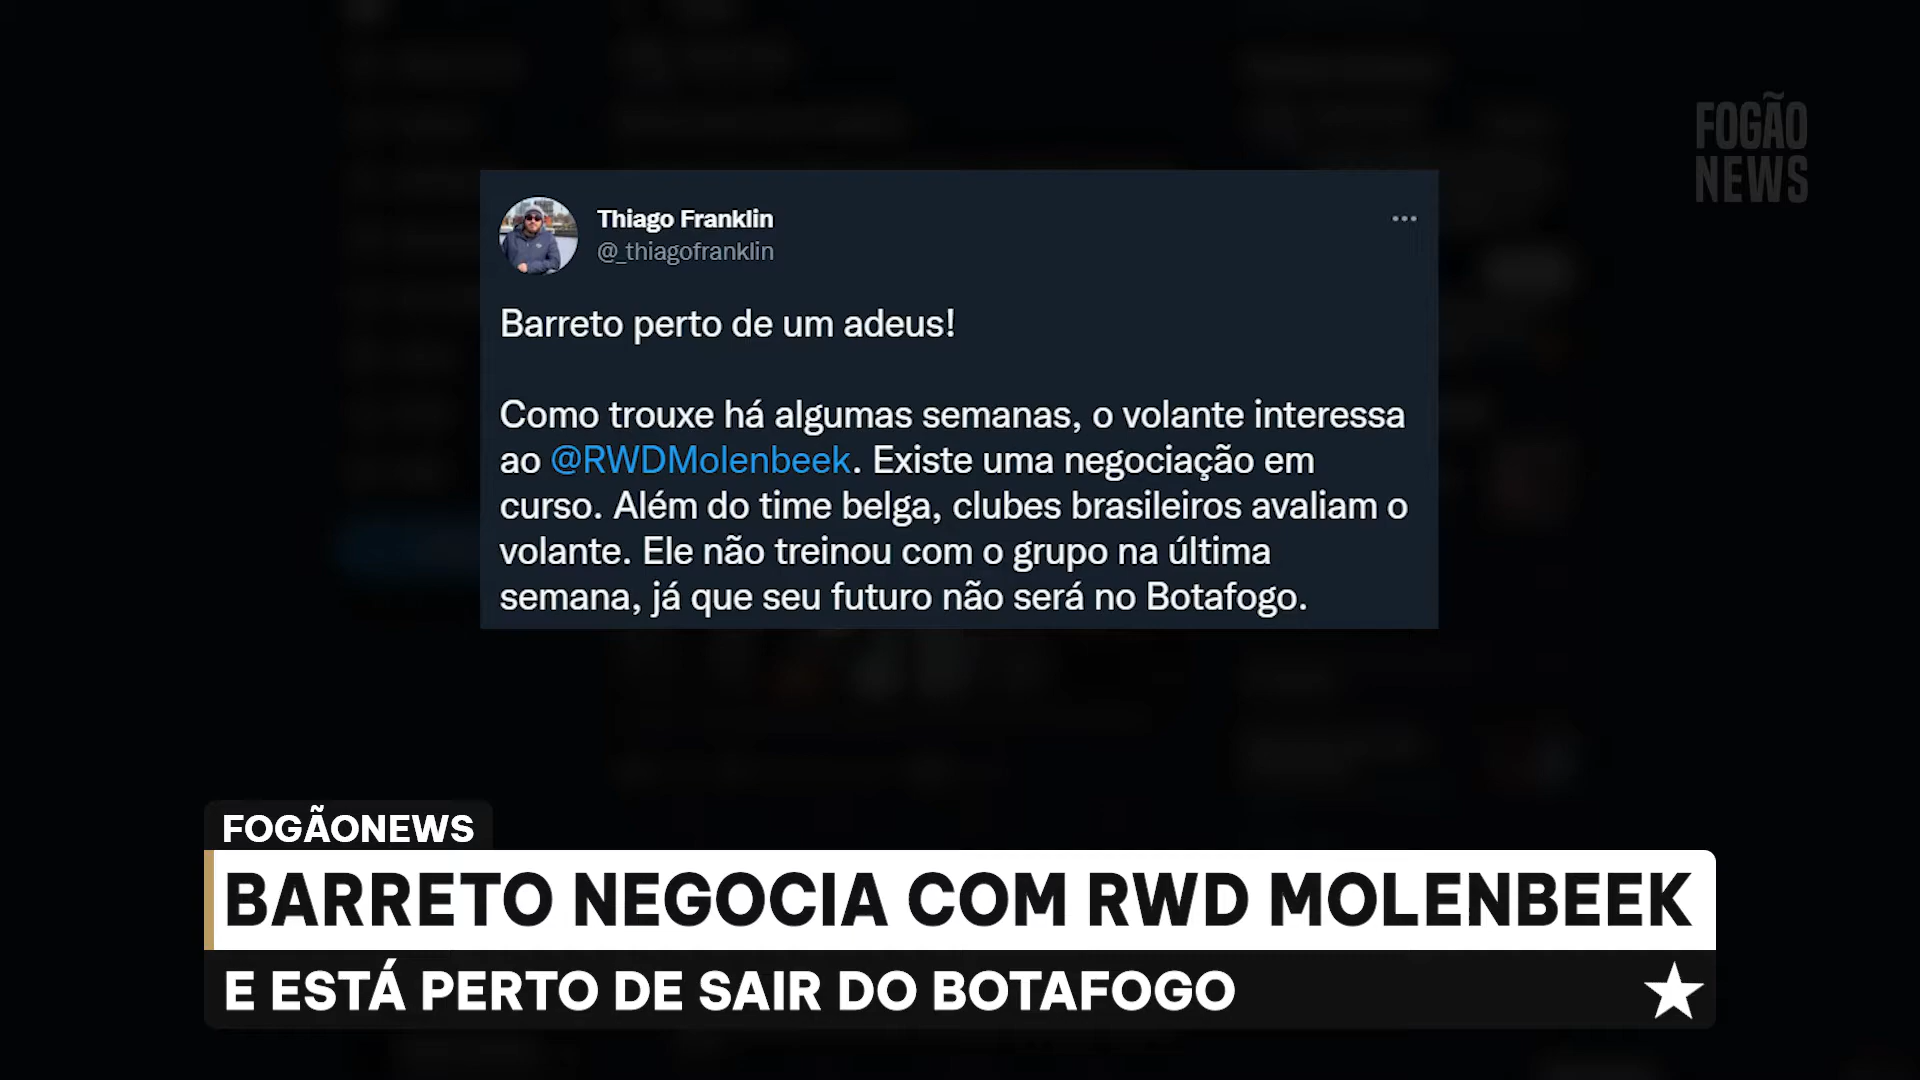 FOGÃO
NEWS
Thiago Franklin
@_thiagofranklin
Barreto perto de um adeus!
Como trouxe há algumas semanas, o volante interessa
ao @RWDMolenbeek. Existe uma negociação em
curso. Além do time belga, clubes brasileiros avaliam o
volante. Ele não treinou com o grupo na última
semana, já que seu futuro não será no Botafogo.
FOGÃONEWS
BARRETO NEGOCIA COM RWD MOLENBEEK
E ESTÁ PERTO DE SAIR DO BOTAFOGO